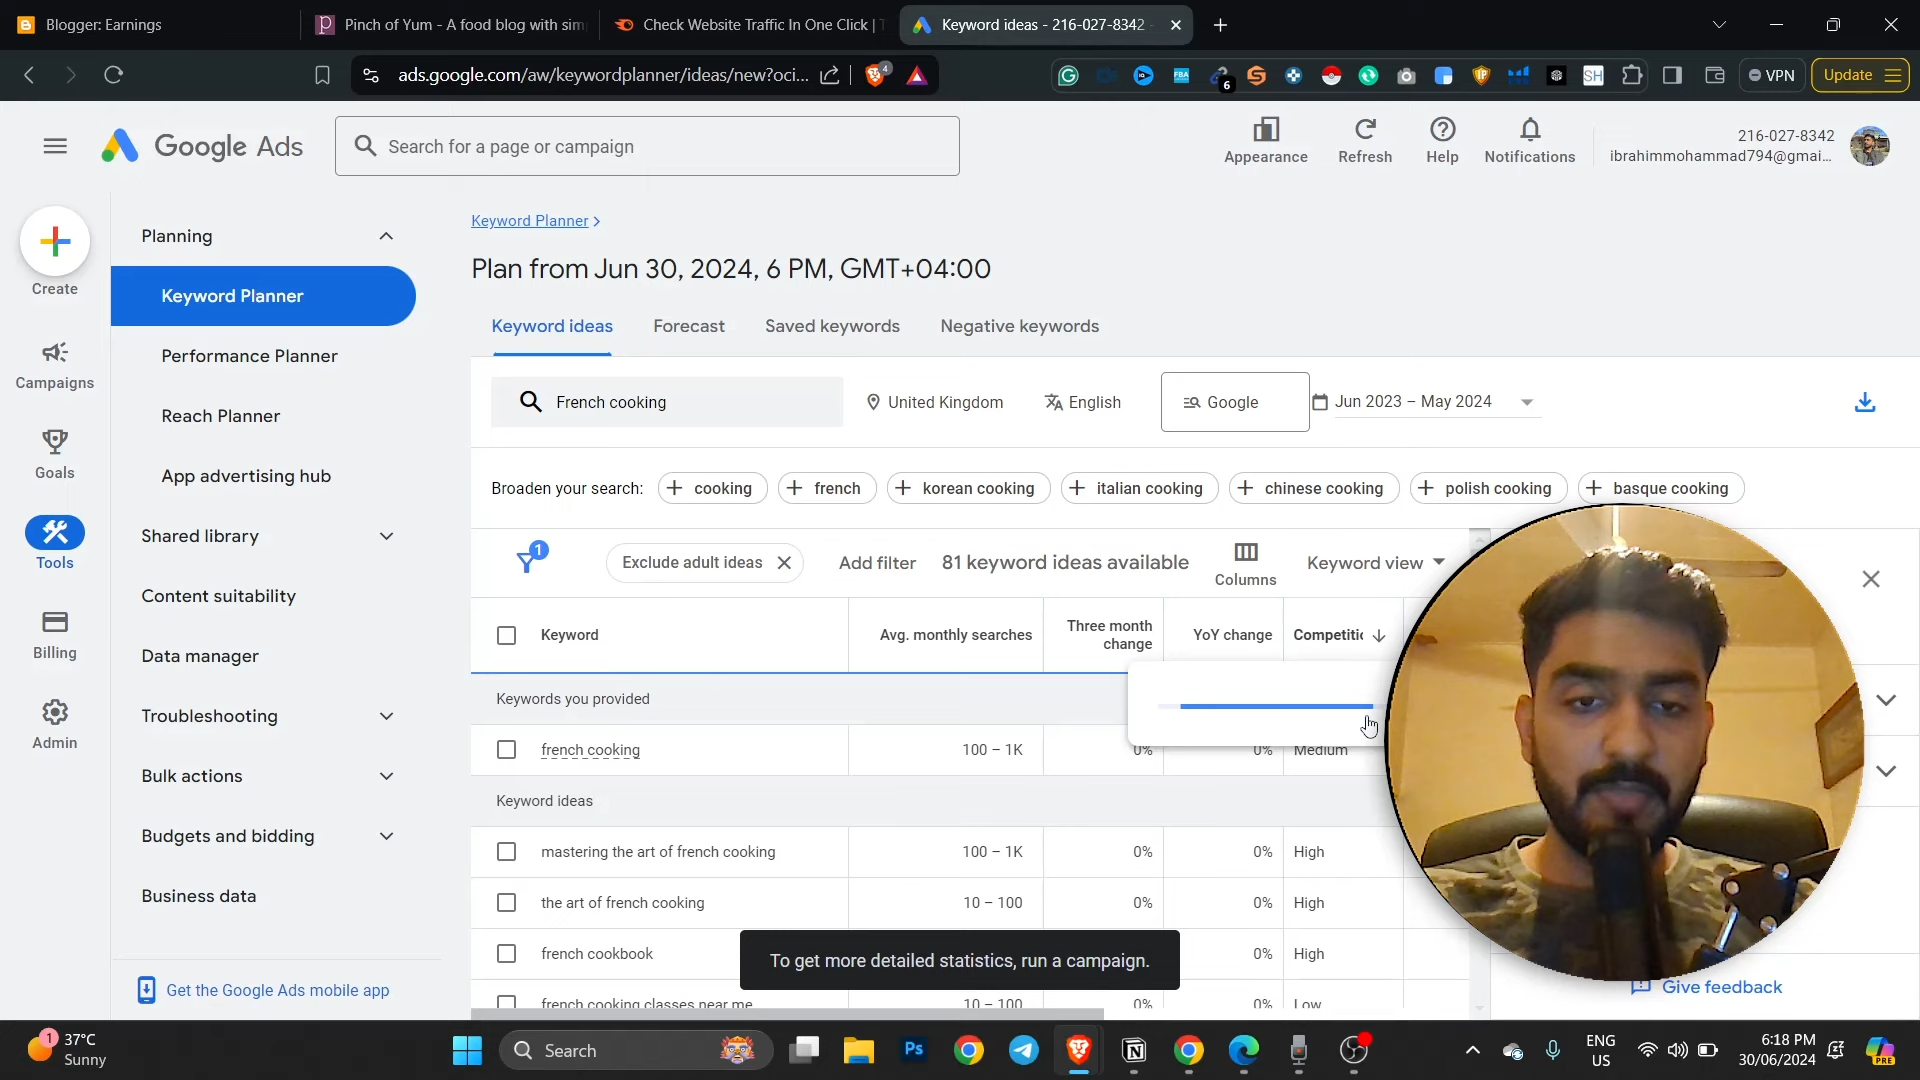 Blogger: Earnings
Pinch of Yum - A food blog with sim
Check Website Traffic In One Click | T
Keyword ideas - 216-027-8342 -
ads.google.com/aw/keywordplanner/ideas/new?oci...
4
FBA
6
SH
VPN
Update
Google Ads
Search for a page or campaign
Appearance
Refresh
Help
Notifications
216-027-8342
ibrahimmohammad794@gmai...
Create
Campaigns
Goals
Tools
Billing
Admin
Planning
Keyword Planner
Performance Planner
Reach Planner
App advertising hub
Shared library
Content suitability
Data manager
Troubleshooting
Bulk actions
Budgets and bidding
Business data
Get the Google Ads mobile app
Keyword Planner
Plan from Jun 30, 2024, 6 PM, GMT+04:00
Keyword ideas Forecast Saved keywords Negative keywords
French cooking United Kingdom English Google Jun 2023 – May 2024
Broaden your search: cooking french korean cooking italian cooking chinese cooking polish cooking basque cooking
1 Exclude adult ideas Add filter 81 keyword ideas available Columns Keyword view
Keyword Avg. monthly searches Three month change YoY change Competitic
Keywords you provided
french cooking 100 – 1K 0% 0% Medium
Keyword ideas
mastering the art of french cooking 100 – 1K 0% 0% High
the art of french cooking 10 – 100 0% 0% High
french cookbook 0% High
french cooking classes near me 10 – 100 0% 0% Low
To get more detailed statistics, run a campaign.
Give feedback
1
37°C
Sunny
Search
Ps
ENG
US
6:18 PM
30/06/2024
PRE